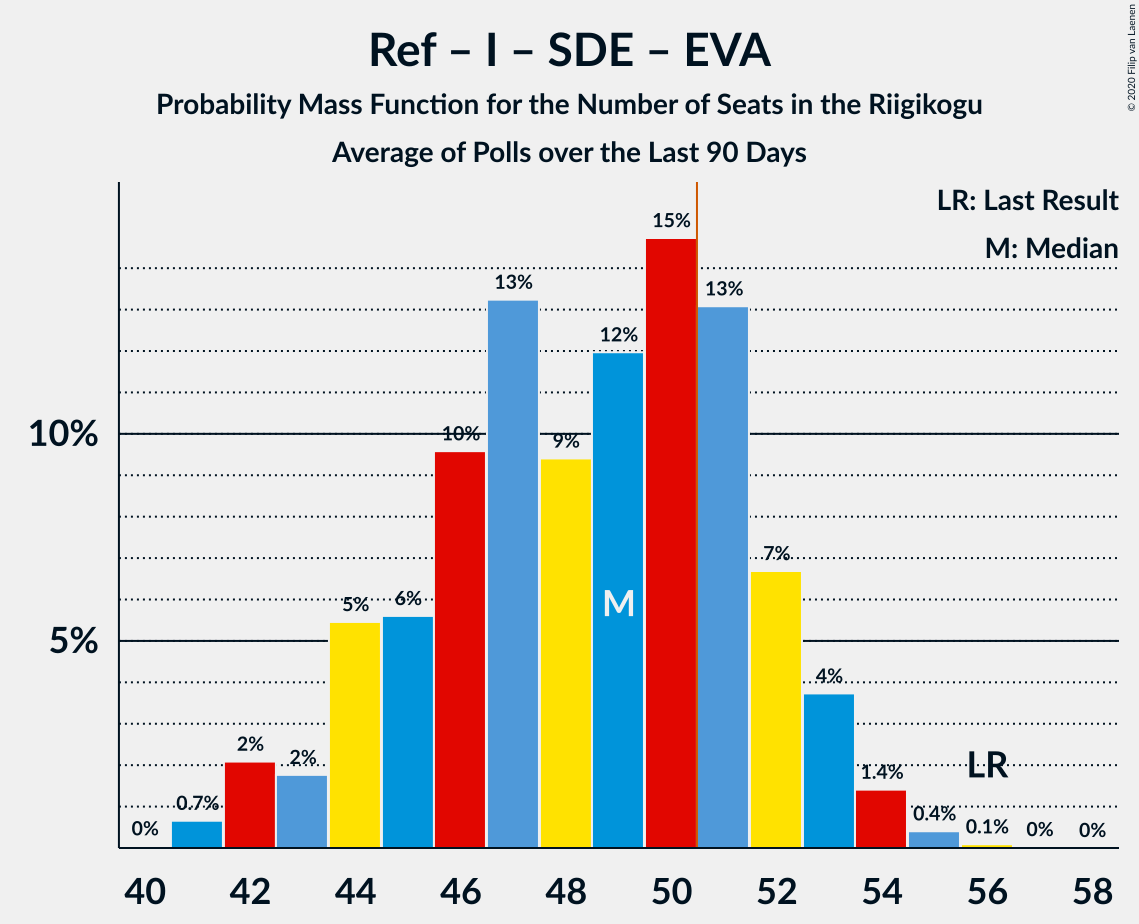 Ref – I – SDE – EVA
Probability Mass Function for the Number of Seats in the Riigikogu
Average of Polls over the Last 90 Days
© 2020 Filip van Laenen
LR: Last Result
M: Median
15%
13%
13%
12%
10%
10%
9%
7%
6%
5%
M
5%
4%
2%
2%
LR
1.4%
0.7%
0.4%
0.1%
0%
0%
0%
40 42 44 46 48 50 52 54 56 58